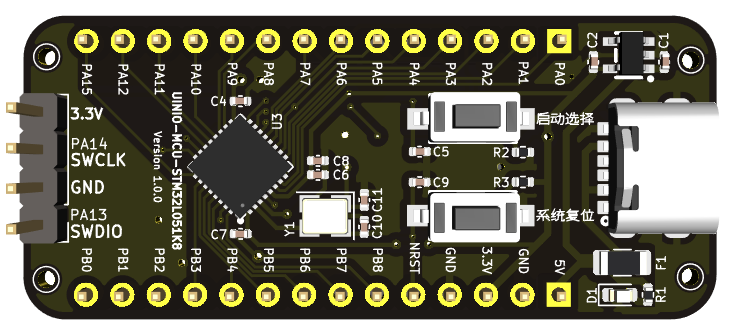 PA15
PA12
PA11
PA10
PA9
PA8
PA7
PA6
PA5
PA4
PA3
PA2
PA1
PA0
C2
C1
3.3V
PA14
SWCLK
GND
PA13
SWDIO
Version 1.0.0
UINIO-MCU-STM32L051K8
C4
U3
C8
C6
C7
Y1
C11
C10
启动选择
C5
R2
C9
R3
系统复位
F1
D1
R1
PB0
PB1
PB2
PB3
PB4
PB5
PB6
PB7
PB8
NRST
GND
3.3V
GND
5V